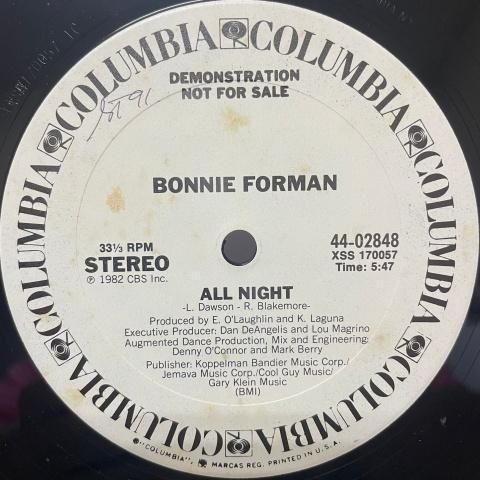 COLUMBIA COLUMBIA COLUMBIA COLUMBIA COLUMBIA COLUMBIA
DEMONSTRATION
NOT FOR SALE
BONNIE FORMAN
33⅓ RPM
STEREO
Ⓟ 1982 CBS Inc.
44-02848
XSS 170057
Time: 5:47
ALL NIGHT
-L. Dawson - R. Blakemore-
Produced by E. O'Laughlin and K. Laguna
Executive Producer: Dan DeAngelis and Lou Magrino
Augmented Dance Production, Mix and Engineering:
Denny O'Connor and Mark Berry
Publisher: Koppelman Bandier Music Corp./
Jemava Music Corp./Cool Guy Music/
Gary Klein Music
(BMI)
®"COLUMBIA", MARCAS REG. PRINTED IN U.S.A.